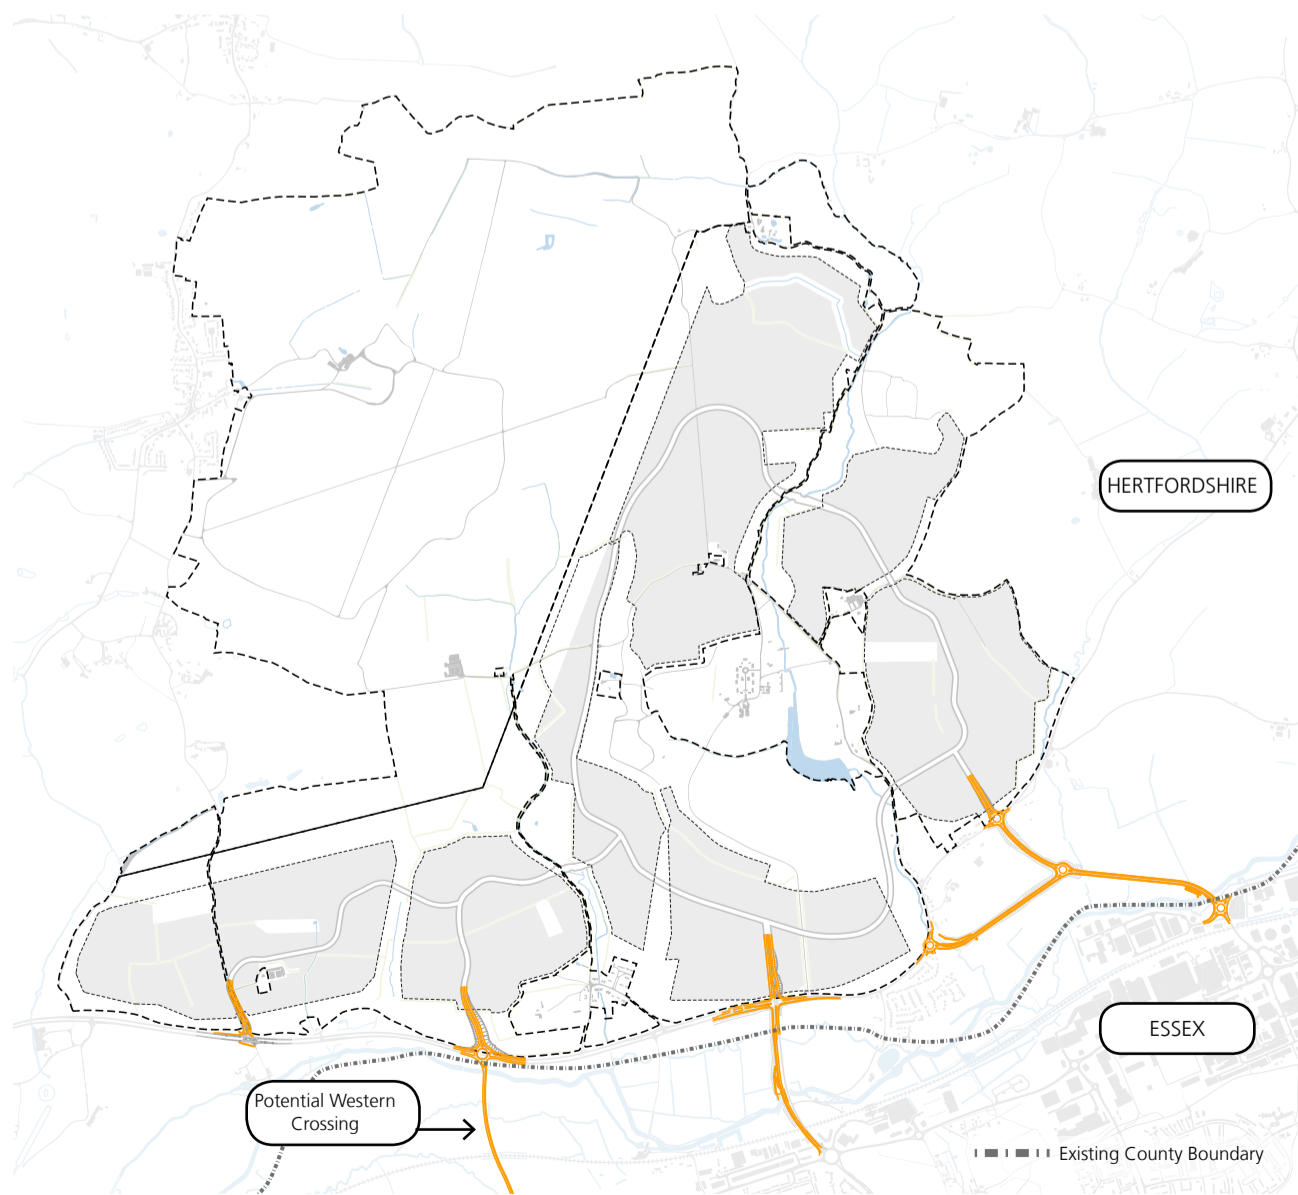 HERTFORDSHIRE
ESSEX
Potential Western
Crossing
Existing County Boundary